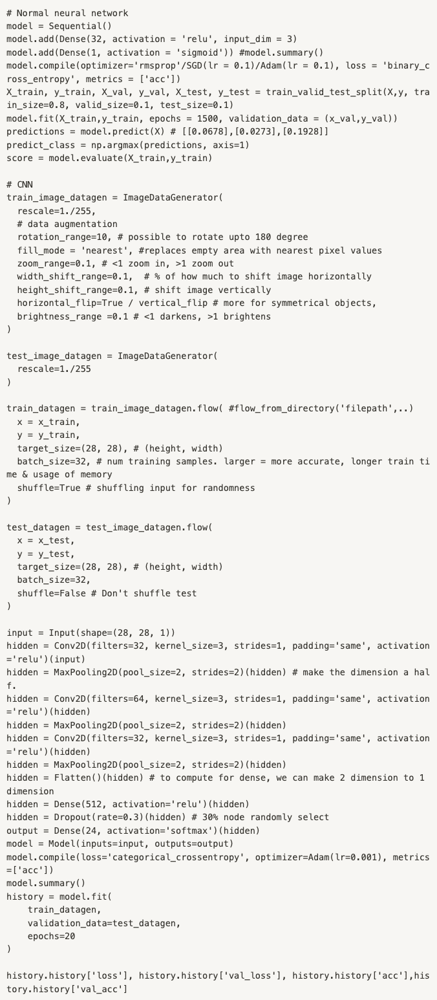 # Normal neural network
model = Sequential()
model.add(Dense(32, activation = 'relu', input_dim = 3)
model.add(Dense(1, activation = 'sigmoid')) #model.summary()
model.compile(optimizer='rmsprop'/SGD(lr = 0.1)/Adam(lr = 0.1), loss = 'binary_c
ross_entropy', metrics = ['acc'])
X_train, y_train, X_val, y_val, X_test, y_test = train_valid_test_split(X,y, tra
in_size=0.8, valid_size=0.1, test_size=0.1)
model.fit(X_train,y_train, epochs = 1500, validation_data = (x_val,y_val))
predictions = model.predict(X) # [[0.0678],[0.0273],[0.1928]]
predict_class = np.argmax(predictions, axis=1)
score = model.evaluate(X_train,y_train)

# CNN
train_image_datagen = ImageDataGenerator(
  rescale=1./255,
  # data augmentation
  rotation_range=10, # possible to rotate upto 180 degree
  fill_mode = 'nearest', #replaces empty area with nearest pixel values
  zoom_range=0.1, # <1 zoom in, >1 zoom out
  width_shift_range=0.1,  # % of how much to shift image horizontally
  height_shift_range=0.1, # shift image vertically
  horizontal_flip=True / vertical_flip # more for symmetrical objects,
  brightness_range =0.1 # <1 darkens, >1 brightens
)

test_image_datagen = ImageDataGenerator(
  rescale=1./255
)

train_datagen = train_image_datagen.flow( #flow_from_directory('filepath',..)
  x = x_train,
  y = y_train,
  target_size=(28, 28), # (height, width)
  batch_size=32, # num training samples. larger = more accurate, longer train ti
me & usage of memory
  shuffle=True # shuffling input for randomness
)

test_datagen = test_image_datagen.flow(
  x = x_test,
  y = y_test,
  target_size=(28, 28), # (height, width)
  batch_size=32,
  shuffle=False # Don't shuffle test
)

input = Input(shape=(28, 28, 1))
hidden = Conv2D(filters=32, kernel_size=3, strides=1, padding='same', activation
='relu')(input)
hidden = MaxPooling2D(pool_size=2, strides=2)(hidden) # make the dimension a hal
f.
hidden = Conv2D(filters=64, kernel_size=3, strides=1, padding='same', activation
='relu')(hidden)
hidden = MaxPooling2D(pool_size=2, strides=2)(hidden)
hidden = Conv2D(filters=32, kernel_size=3, strides=1, padding='same', activation
='relu')(hidden)
hidden = MaxPooling2D(pool_size=2, strides=2)(hidden)
hidden = Flatten()(hidden) # to compute for dense, we can make 2 dimension to 1
dimension
hidden = Dense(512, activation='relu')(hidden)
hidden = Dropout(rate=0.3)(hidden) # 30% node randomly select
output = Dense(24, activation='softmax')(hidden)
model = Model(inputs=input, outputs=output)
model.compile(loss='categorical_crossentropy', optimizer=Adam(lr=0.001), metrics
=['acc'])
model.summary()
history = model.fit(
    train_datagen,
    validation_data=test_datagen,
    epochs=20
)

history.history['loss'], history.history['val_loss'], history.history['acc'],his
tory.history['val_acc']